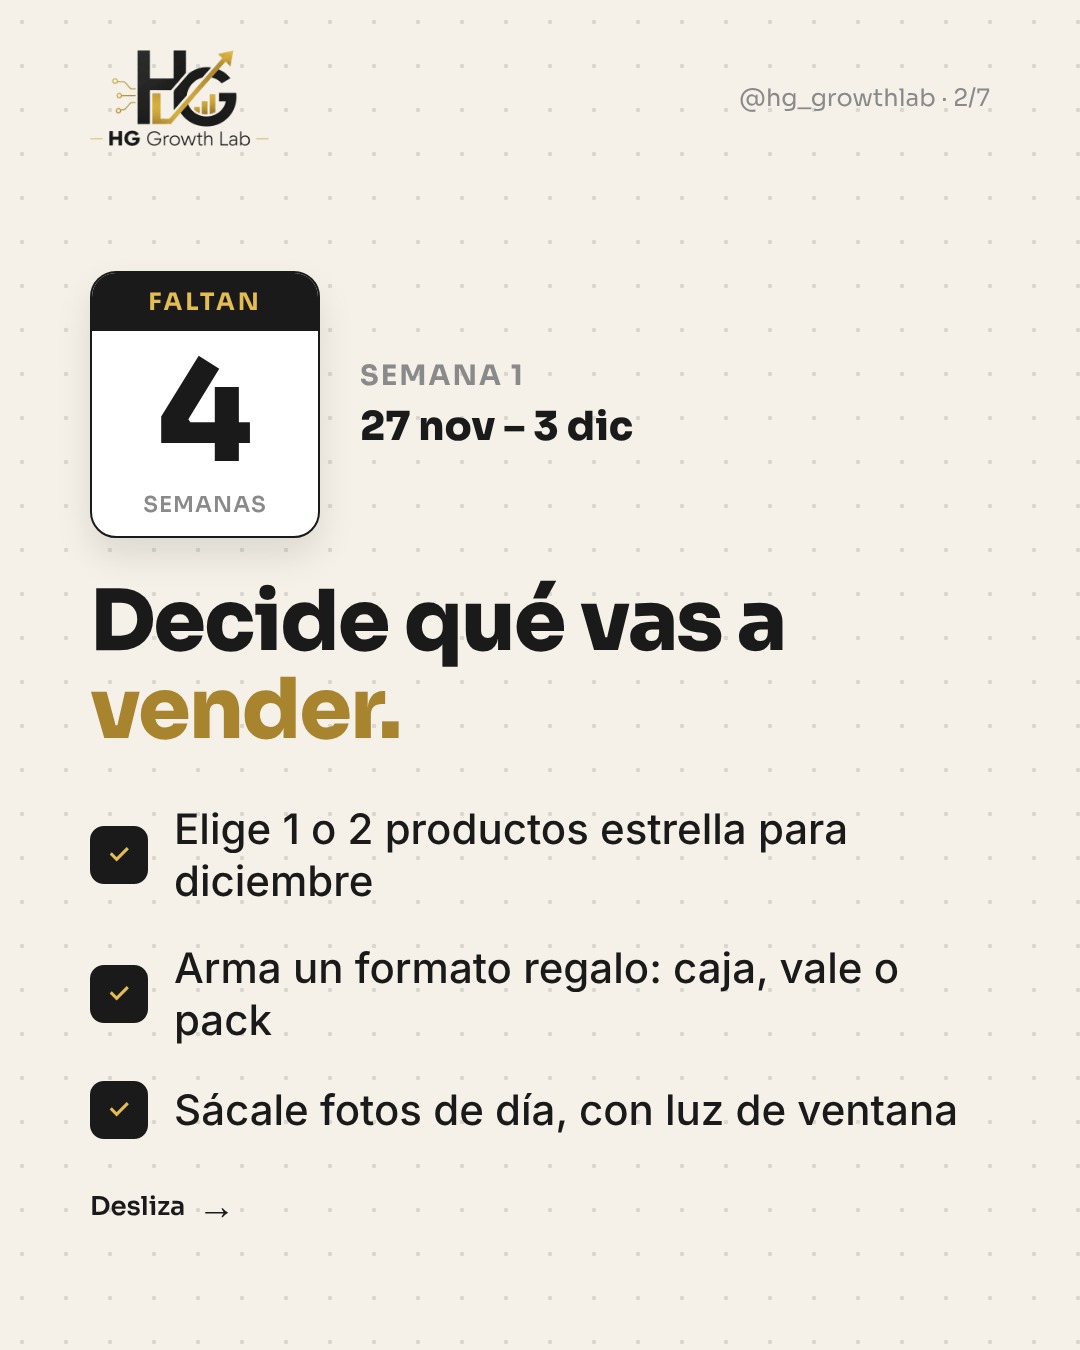 HG
HG Growth Lab
@hg_growthlab · 2/7
FALTAN
4
SEMANAS
SEMANA 1
27 nov – 3 dic
Decide qué vas a
vender.
Elige 1 o 2 productos estrella para
diciembre
Arma un formato regalo: caja, vale o
pack
Sácale fotos de día, con luz de ventana
Desliza →